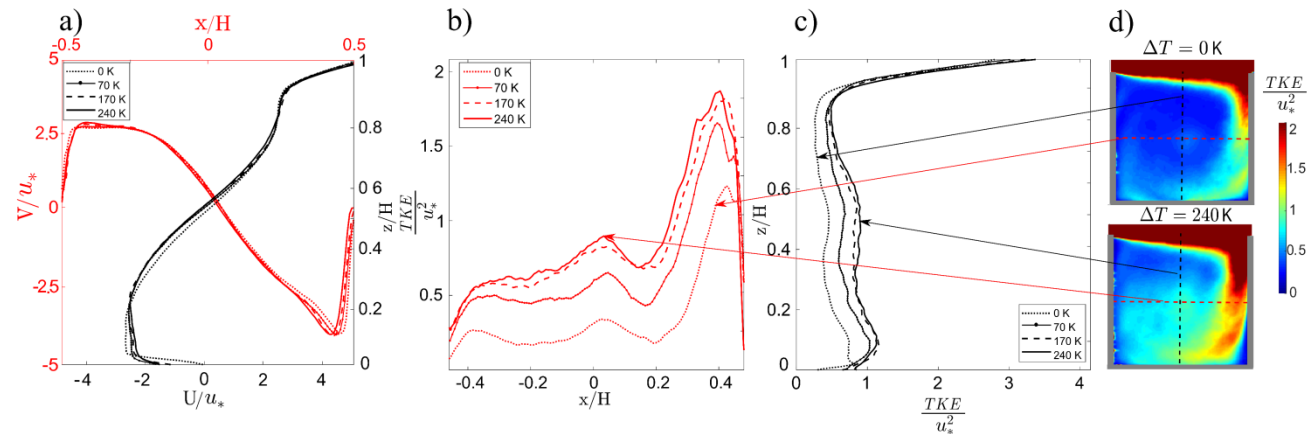 a)
x/H
-0.5 0 0.5
5
2.5
0
-2.5
-5
V/u*
0 K
70 K
170 K
240 K
1
0.8
0.6
0.4
0.2
0
z/H
-4 -2 0 2 4
U/u*
b)
2
1.5
1
0.5
TKE
u*²
0 K
70 K
170 K
240 K
-0.4 -0.2 0 0.2 0.4
x/H
c)
1
0.8
0.6
0.4
0.2
0
z/H
0 K
70 K
170 K
240 K
0 1 2 3 4
TKE
u*²
d)
ΔT = 0 K
ΔT = 240 K
TKE
u*²
2
1.5
1
0.5
0